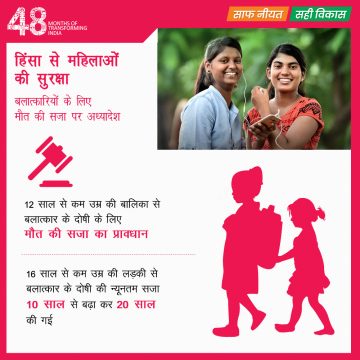 48 MONTHS OF
TRANSFORMING
INDIA
साफ नीयत सही विकास
हिंसा से महिलाओं
की सुरक्षा
बलात्कारियों के लिए
मौत की सजा पर अध्यादेश
12 साल से कम उम्र की बालिका से
बलात्कार के दोषी के लिए
मौत की सजा का प्रावधान
16 साल से कम उम्र की लड़की से
बलात्कार के दोषी की न्यूनतम सजा
10 साल से बढ़ा कर 20 साल
की गई